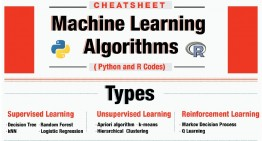 CHEATSHEET
Machine Learning
Algorithms
( Python and R Codes)
R
Types
Supervised Learning
Unsupervised Learning
Reinforcement Learning
Decision Tree · Random Forest
kNN · Logistic Regression
Apriori algorithm · k-means
Hierarchical Clustering
Markov Decision Process
Q Learning